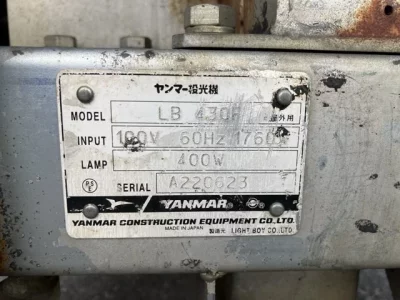 ヤンマー投光機
MODEL LB 430H 屋外用
INPUT 100V 60Hz 1760W
LAMP 400W
SERIAL A220623
YANMAR
YANMAR CONSTRUCTION EQUIPMENT CO.,LTD.
MADE IN JAPAN 製造元 LIGHT BOY CO.,LTD